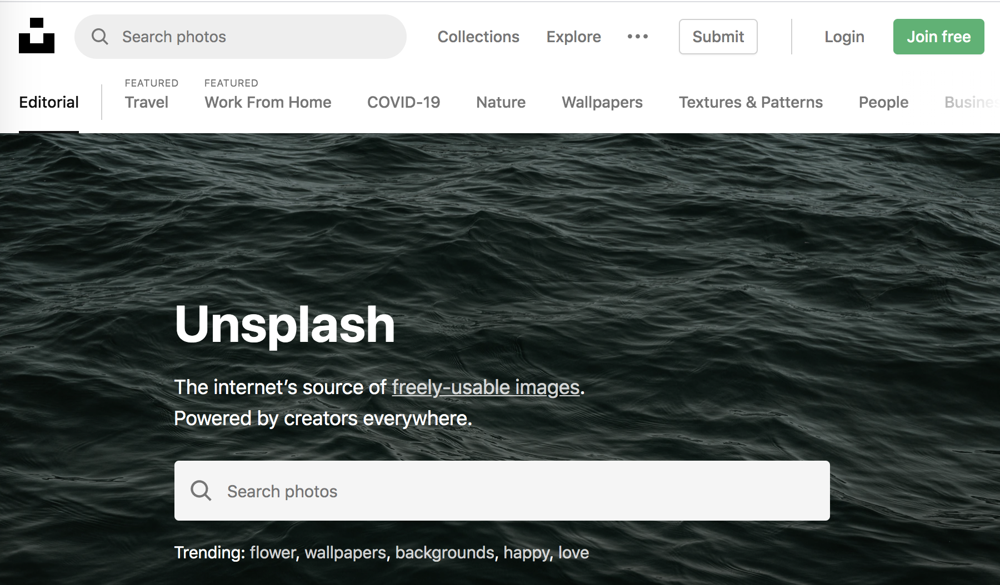 Search photos
Collections
Explore
Submit
Login
Join free
Editorial
FEATURED
Travel
FEATURED
Work From Home
COVID-19
Nature
Wallpapers
Textures & Patterns
People
Unsplash
The internet’s source of freely-usable images.
Powered by creators everywhere.
Search photos
Trending: flower, wallpapers, backgrounds, happy, love